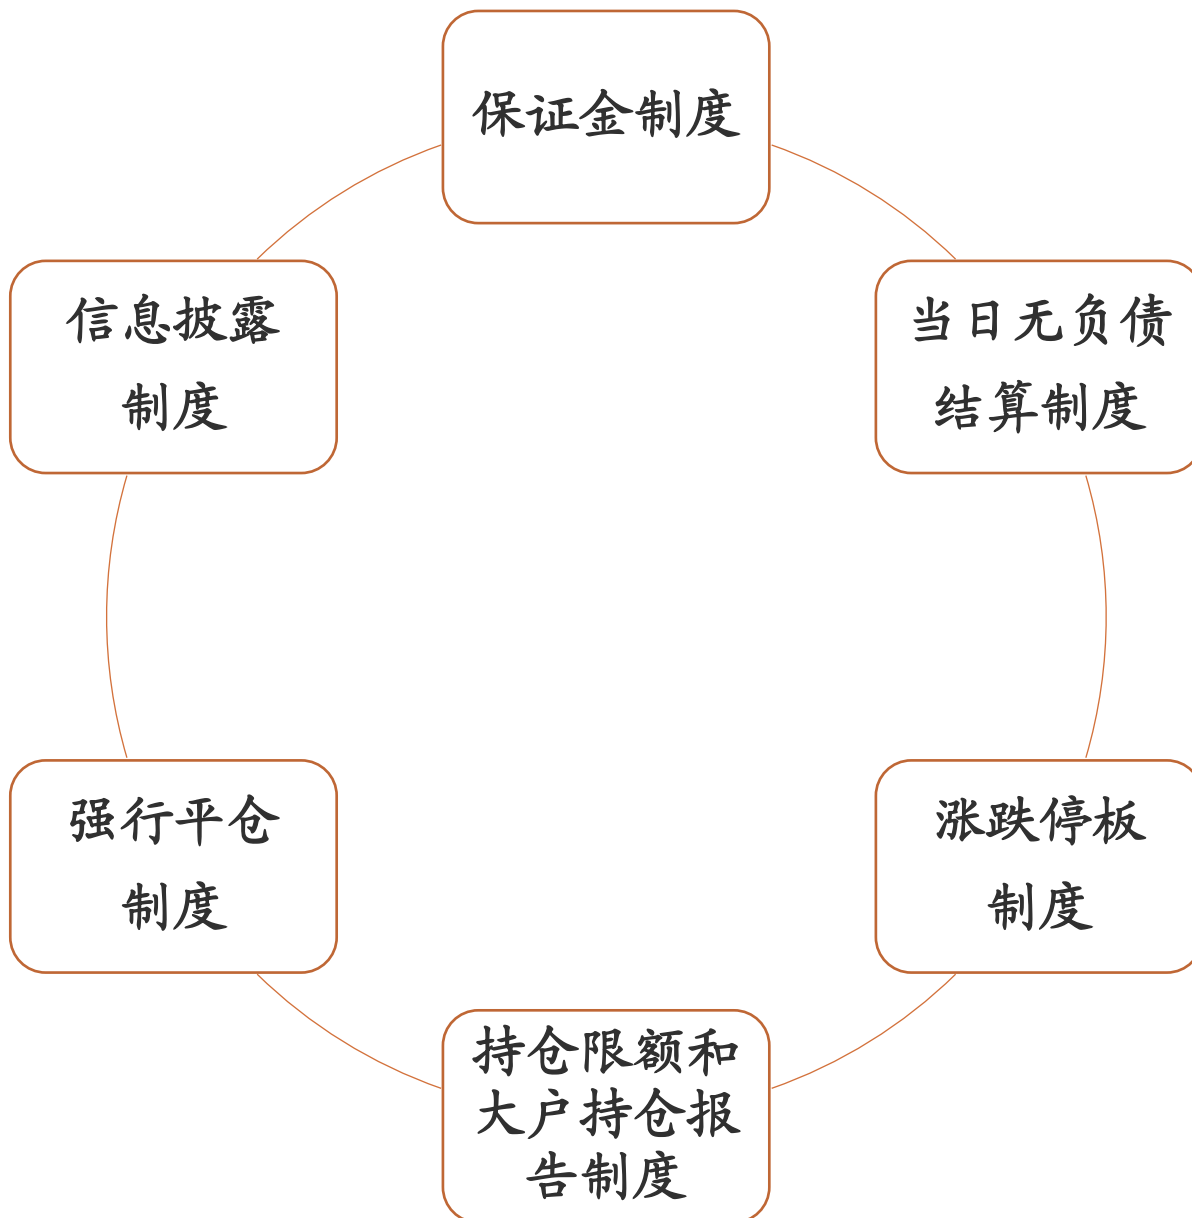 保证金制度
当日无负债
结算制度
涨跌停板
制度
持仓限额和
大户持仓报
告制度
强行平仓
制度
信息披露
制度